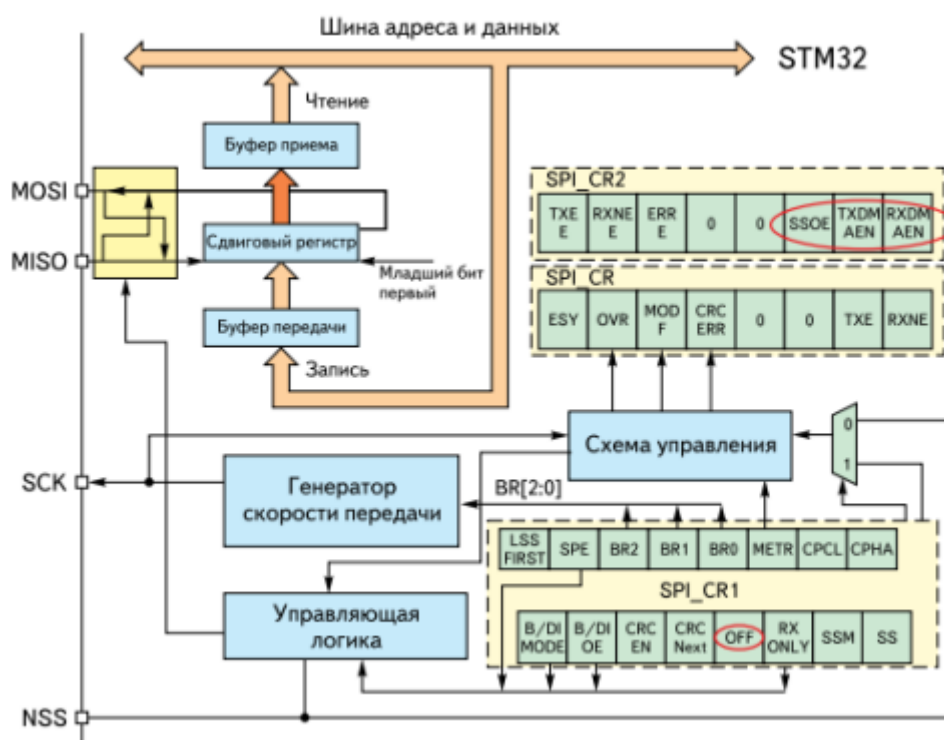 Шина адреса и данных
STM32
Чтение
Буфер приема
MOSI
MISO
Сдвиговый регистр
Младший бит
первый
Буфер передачи
Запись
SPI_CR2
TXE
E
RXNE
E
ERR
E
0
0
SSOE
TXDM
AEN
RXDM
AEN
SPI_CR
ESY
OVR
MOD
F
CRC
ERR
0
0
TXE
RXNE
Схема управления
0
1
SCK
Генератор
скорости передачи
BR[2:0]
LSS
FIRST
SPE
BR2
BR1
BR0
METR
CPCL
CPHA
SPI_CR1
Управляющая
логика
B/DI
MODE
B/DI
OE
CRC
EN
CRC
Next
OFF
RX
ONLY
SSM
SS
NSS